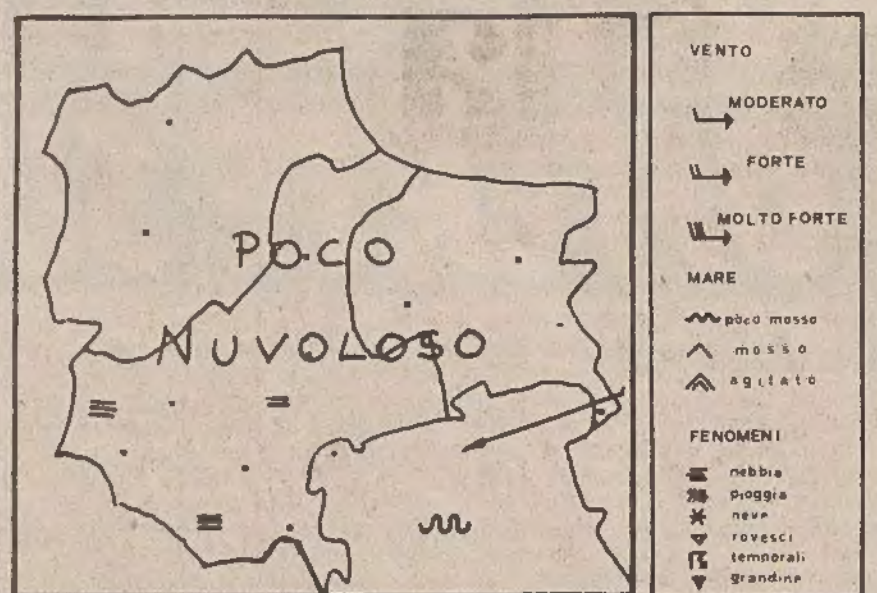 POCO
NUVOLOSO
VENTO
MODERATO
FORTE
MOLTO FORTE
MARE
poco mosso
mosso
agitato
FENOMENI
nebbia
pioggia
neve
rovesci
temporali
grandine